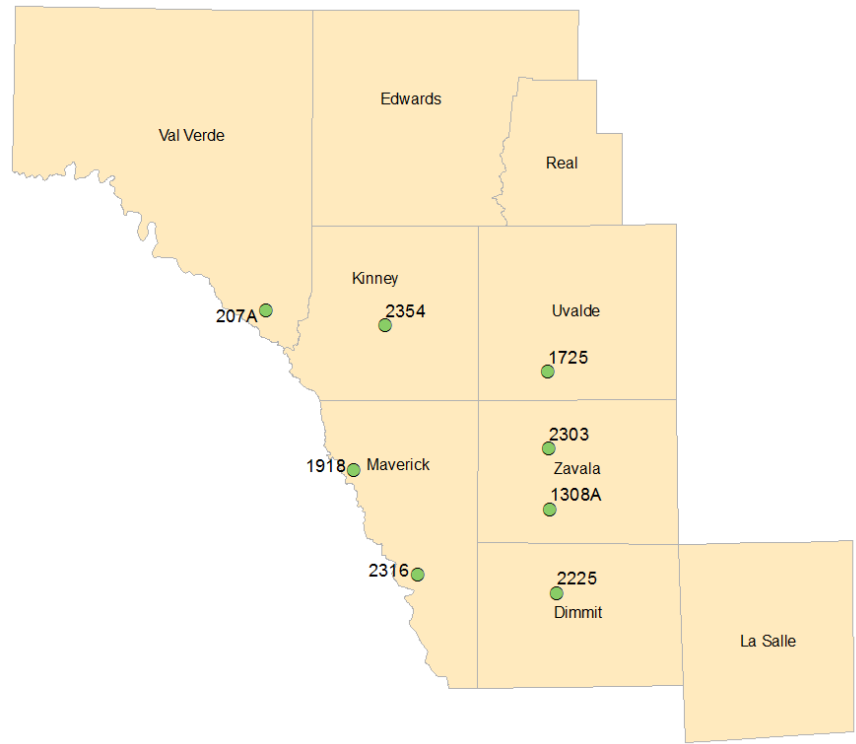 Edwards
Val Verde
Real
Kinney
207A
2354
Uvalde
1725
2303
1918
Maverick
Zavala
1308A
2316
2225
Dimmit
La Salle